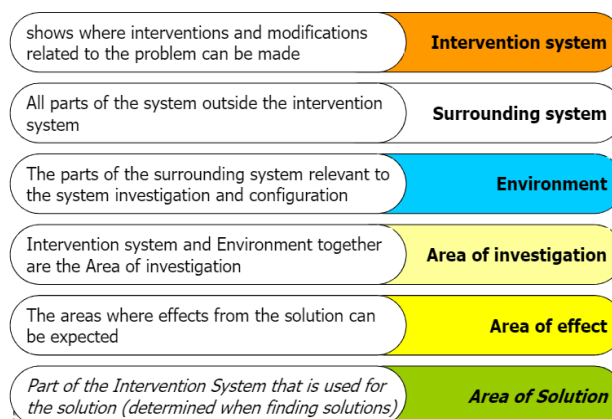 shows where interventions and modifications
related to the problem can be made
Intervention system
All parts of the system outside the intervention
system
Surrounding system
The parts of the surrounding system relevant to
the system investigation and configuration
Environment
Intervention system and Environment together
are the Area of investigation
Area of investigation
The areas where effects from the solution can
be expected
Area of effect
Part of the Intervention System that is used for
the solution (determined when finding solutions)
Area of Solution